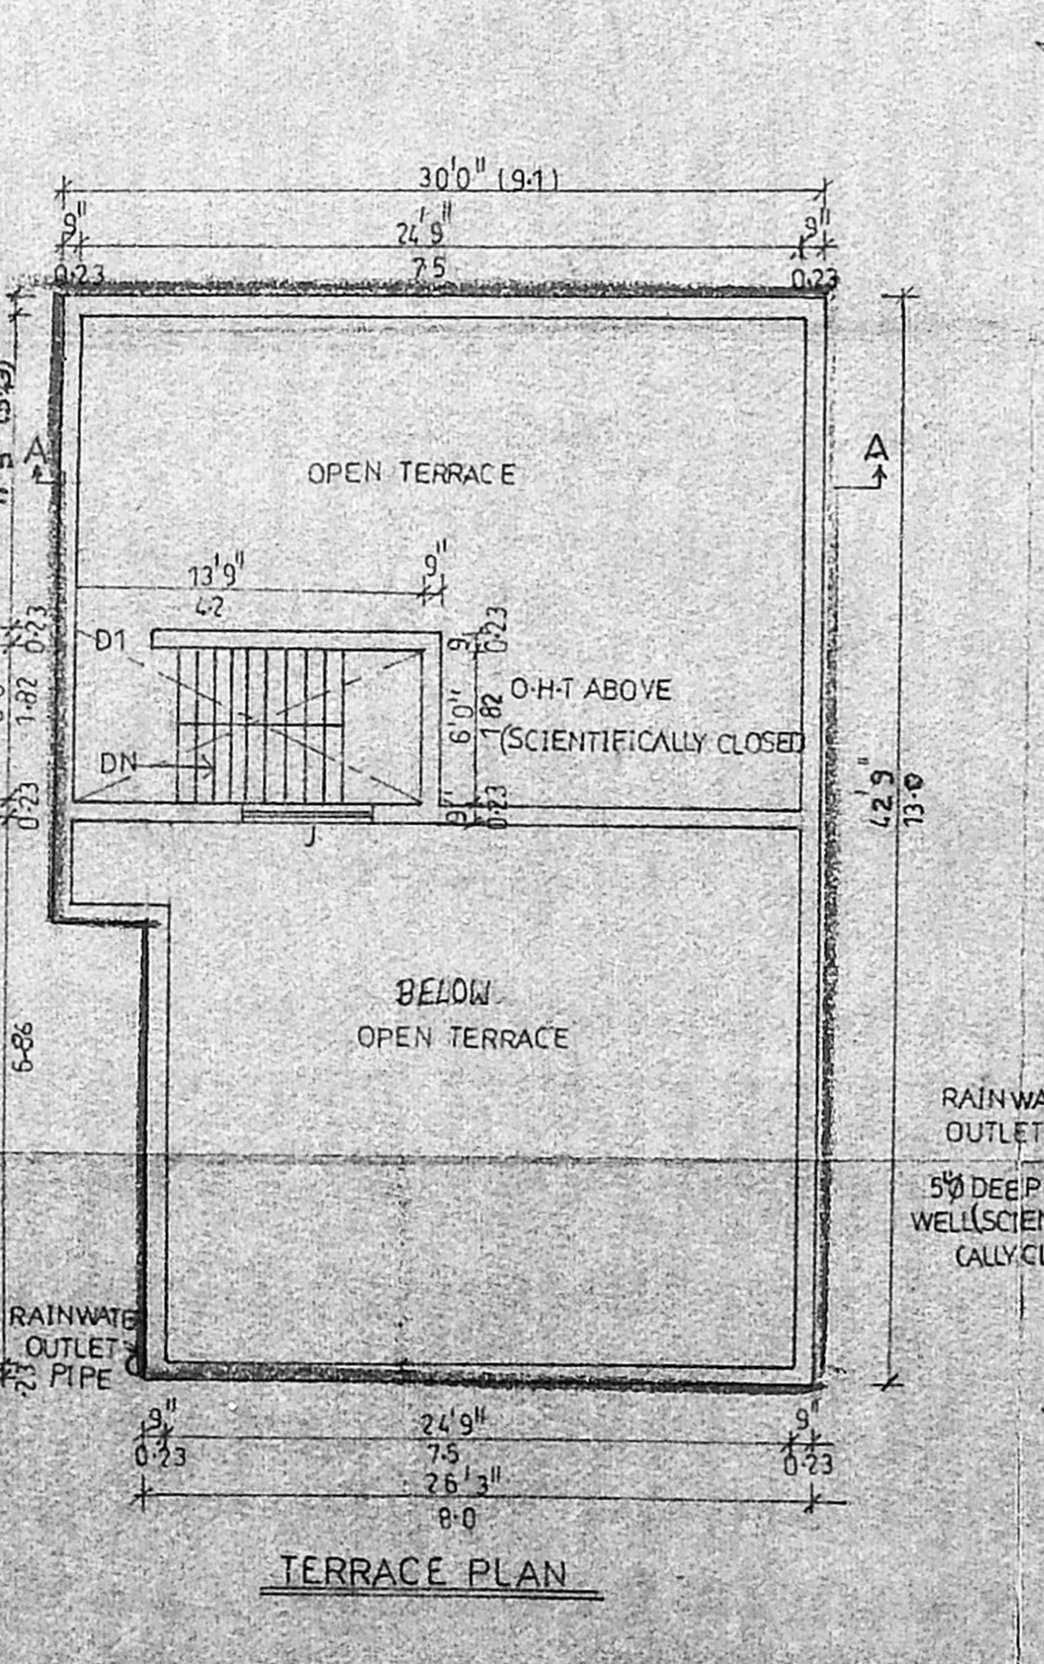 30'0" (9·1)
9" 24'9" 9"
0·23 7·5 0·23
A A
OPEN TERRACE
13'9" 9"
4·2
0·23 D1 9" 0·23
1·82 6'0" 1·82 O·H·T ABOVE
(SCIENTIFICALLY CLOSED
DN
0·23 9" 0·23
42'9"
13·0
J
BELOW
OPEN TERRACE
6·86
RAINWA
OUTLET
5"Ø DEEP
WELL(SCIEN
CALLY CL
RAINWATE
OUTLET
PIPE
·23
9" 24'9" 9"
0·23 7·5 0·23
26'3"
8·0
TERRACE PLAN